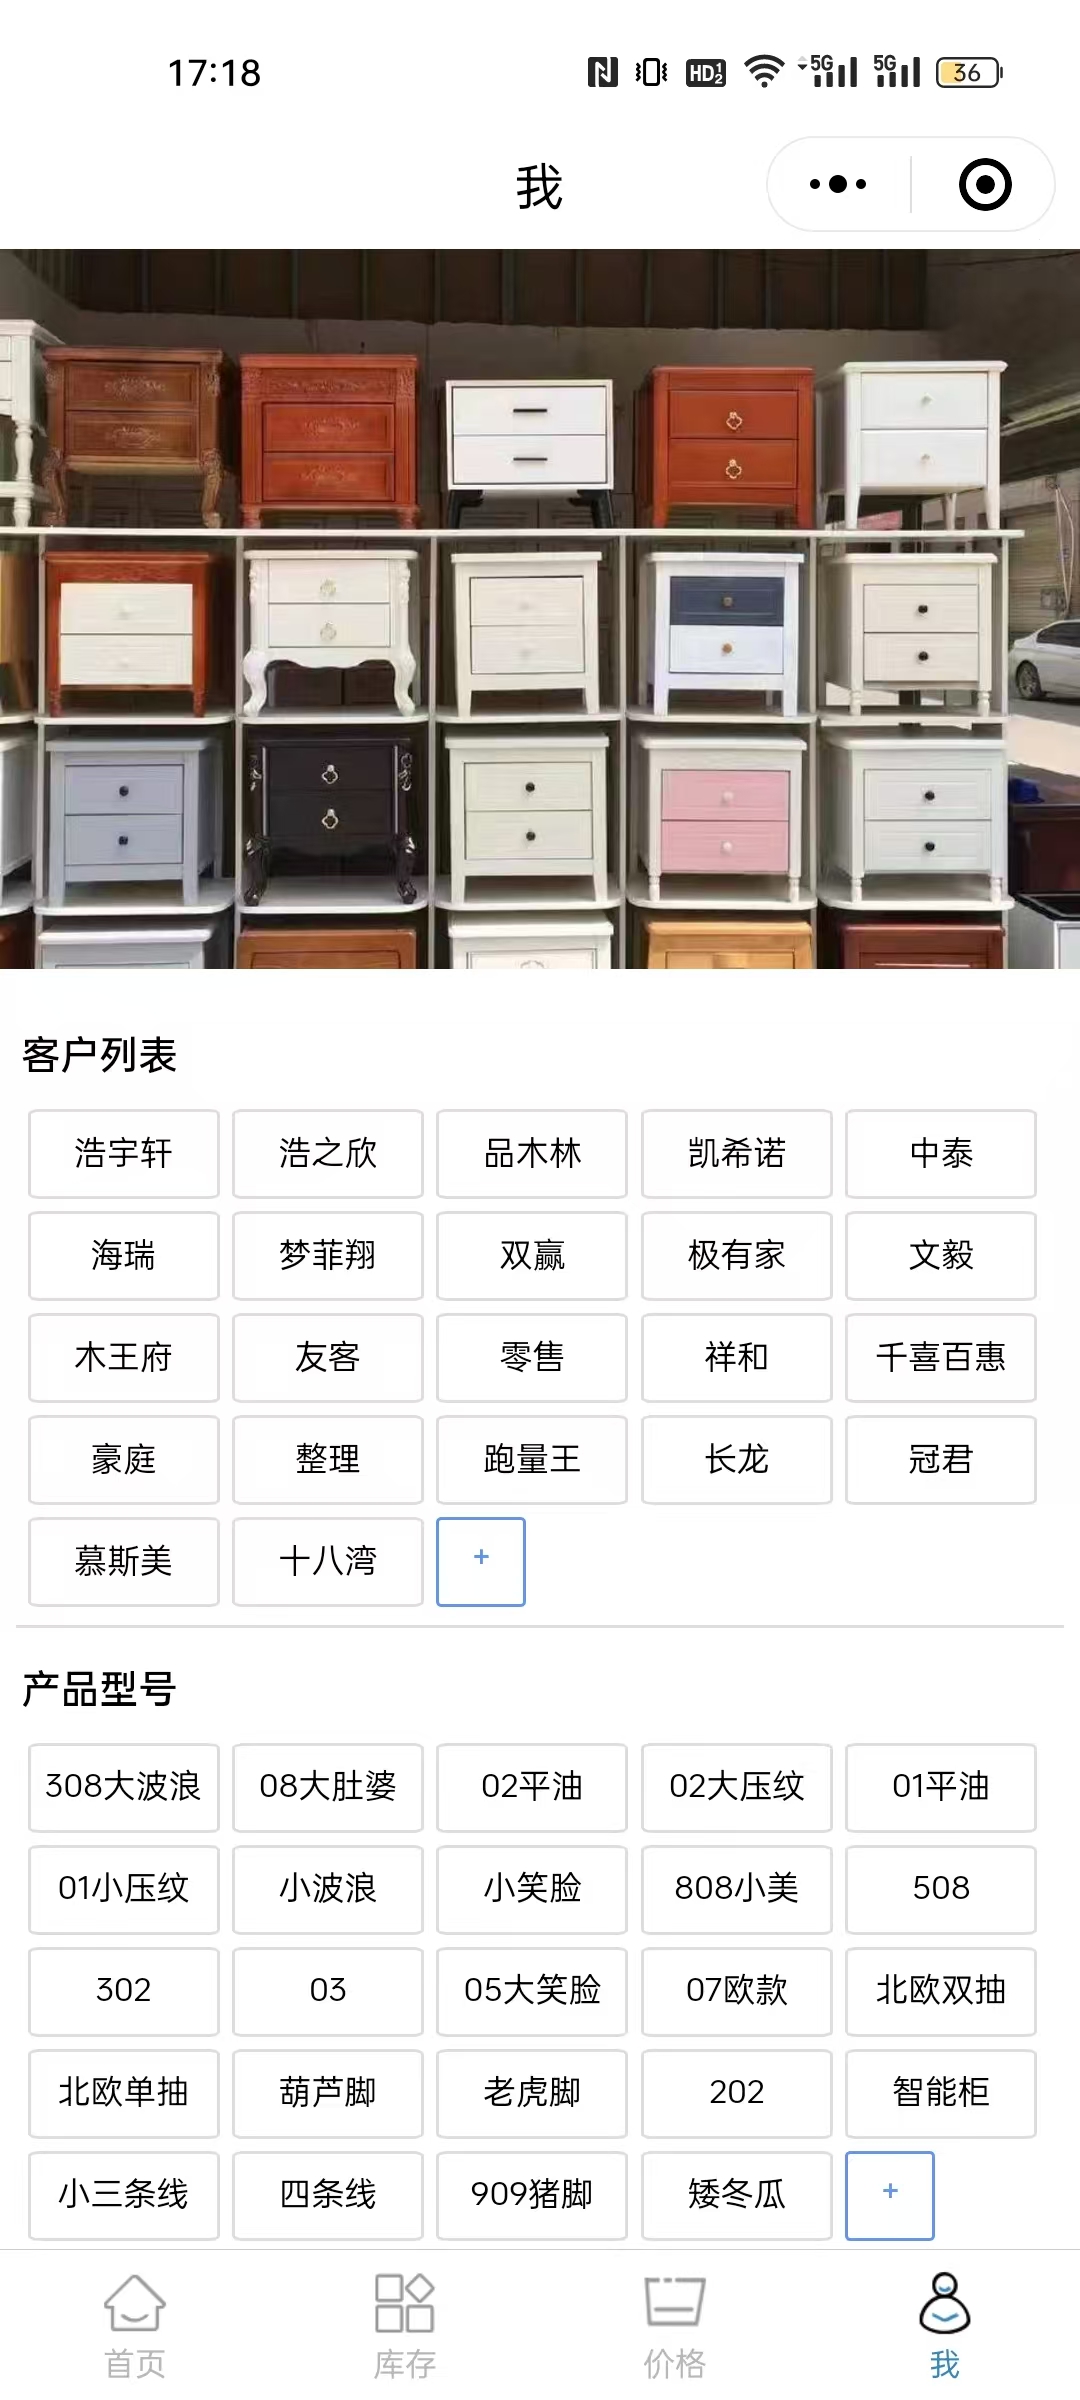 17:18
HD
5G
5G
36
我
客户列表
浩宇轩 浩之欣 品木林 凯希诺 中泰
海瑞 梦菲翔 双赢 极有家 文毅
木王府 友客 零售 祥和 千喜百惠
豪庭 整理 跑量王 长龙 冠君
慕斯美 十八湾 +
产品型号
308大波浪 08大肚婆 02平油 02大压纹 01平油
01小压纹 小波浪 小笑脸 808小美 508
302 03 05大笑脸 07欧款 北欧双抽
北欧单抽 葫芦脚 老虎脚 202 智能柜
小三条线 四条线 909猪脚 矮冬瓜 +
首页 库存 价格 我